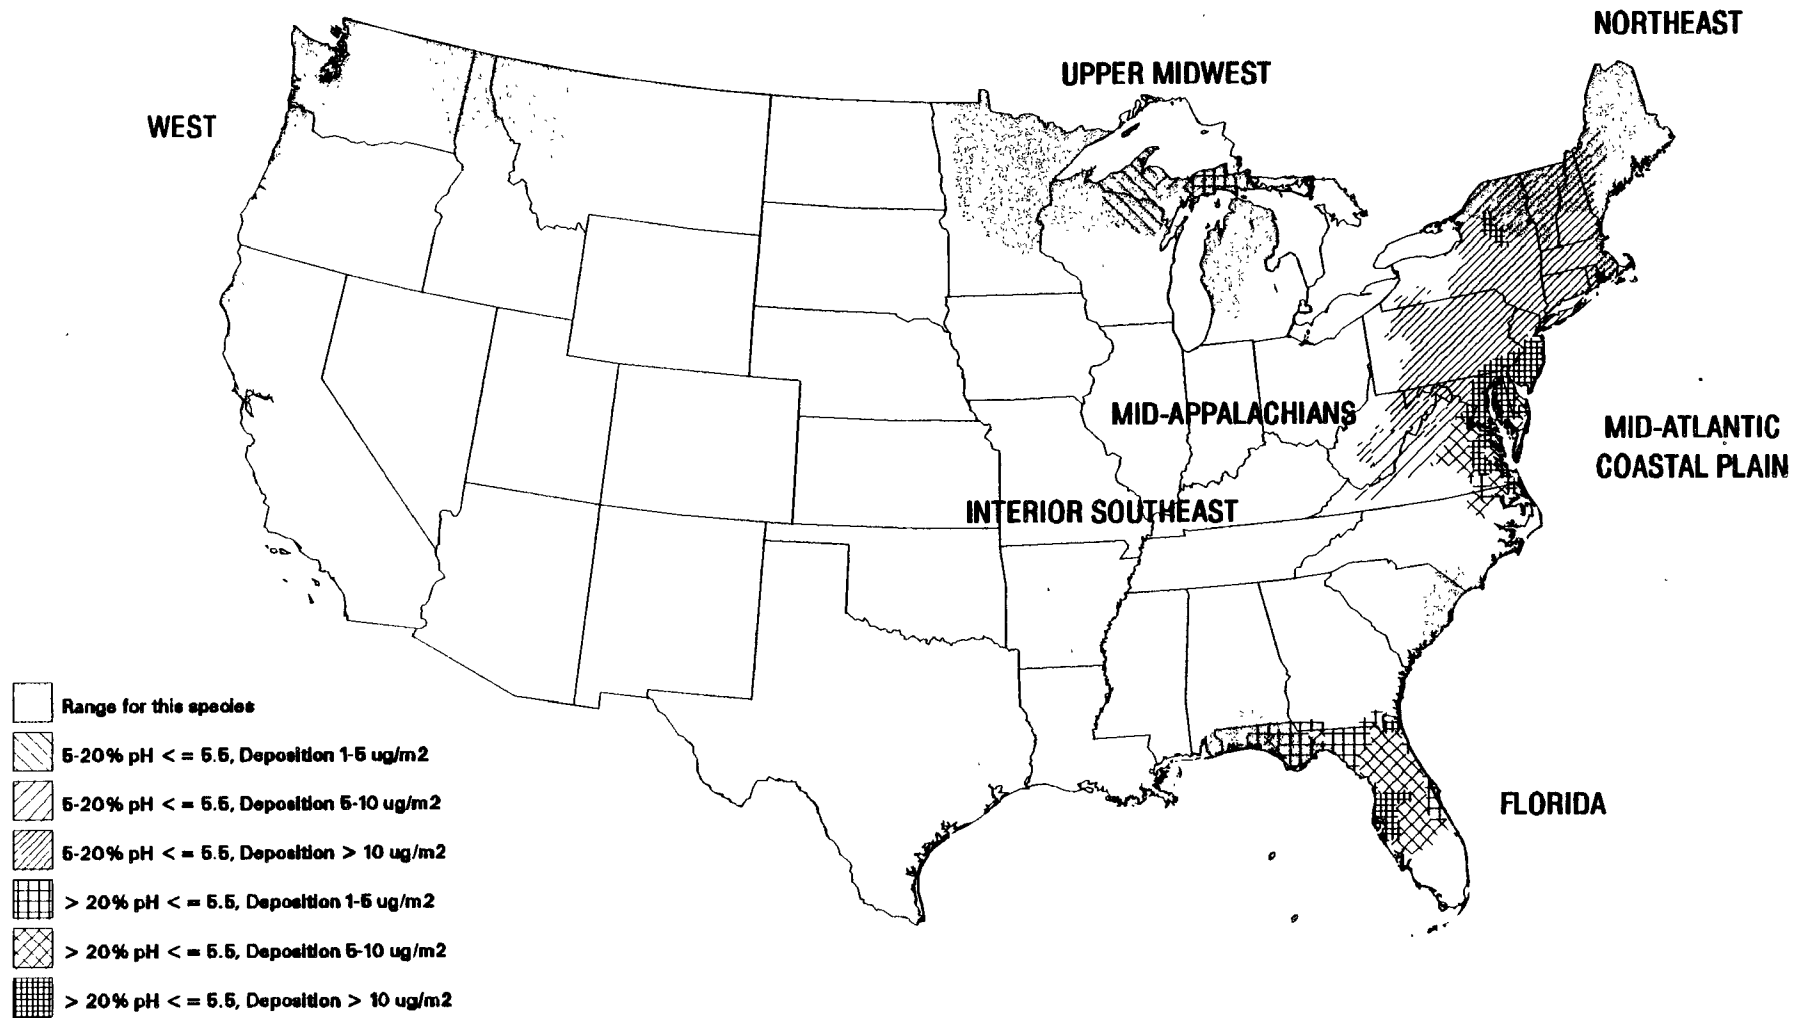 NORTHEAST
UPPER MIDWEST
WEST
MID-APPALACHIANS
MID-ATLANTIC
COASTAL PLAIN
INTERIOR SOUTHEAST
FLORIDA
Range for this species
5-20% pH < = 5.5, Deposition 1-5 ug/m2
5-20% pH < = 5.5, Deposition 5-10 ug/m2
5-20% pH < = 5.5, Deposition > 10 ug/m2
> 20% pH < = 5.5, Deposition 1-5 ug/m2
> 20% pH < = 5.5, Deposition 5-10 ug/m2
> 20% pH < = 5.5, Deposition > 10 ug/m2